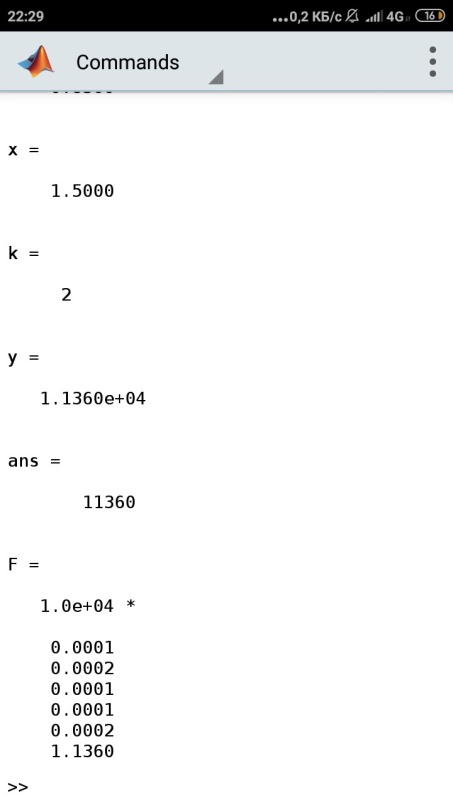 22:29 ...0,2 КБ/с 4G 16
Commands
x =
1.5000
k =
2
y =
1.1360e+04
ans =
11360
F =
1.0e+04 *
0.0001
0.0002
0.0001
0.0001
0.0002
1.1360
>>